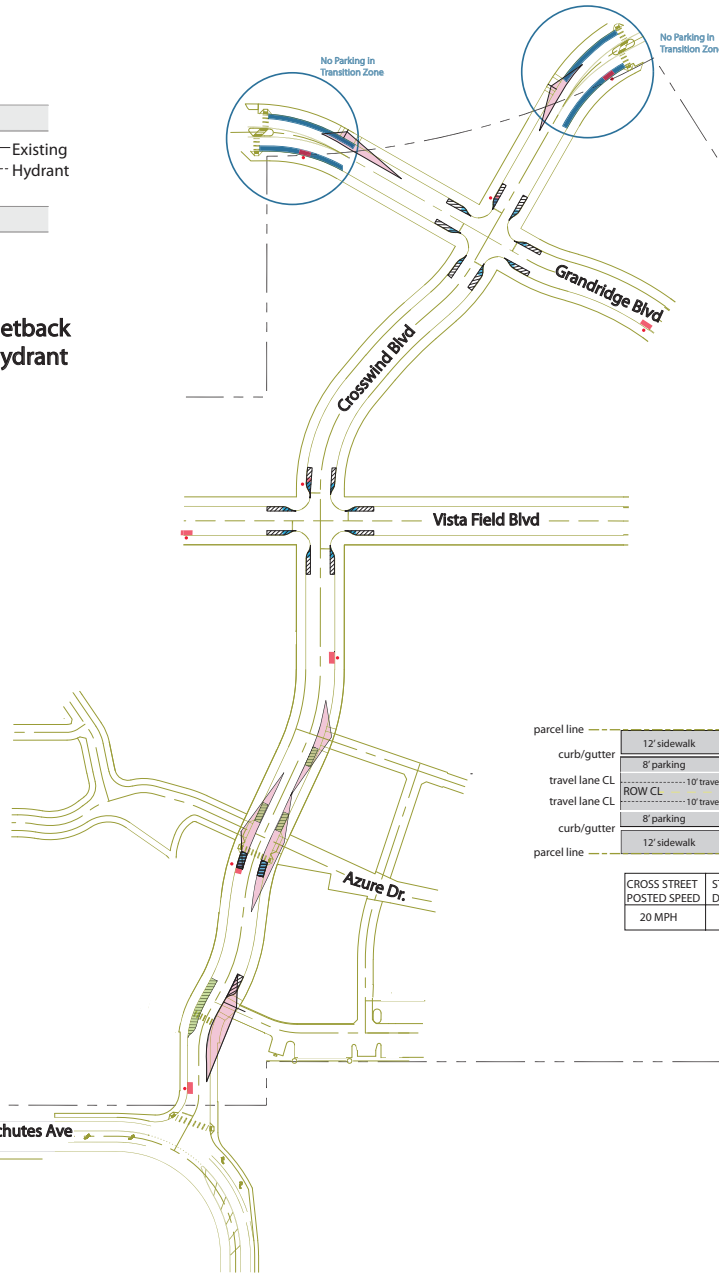 No Parking in
Transition Zone
No Parking in
Transition Zone
Existing
Hydrant
etback
ydrant
Grandridge Blvd
Crosswind Blvd
Vista Field Blvd
parcel line
12' sidewalk
curb/gutter
8' parking
travel lane CL
10' trave
ROW CL
travel lane CL
10' trave
8' parking
curb/gutter
12' sidewalk
parcel line
Azure Dr.
CROSS STREET
POSTED SPEED
ST
D
20 MPH
chutes Ave